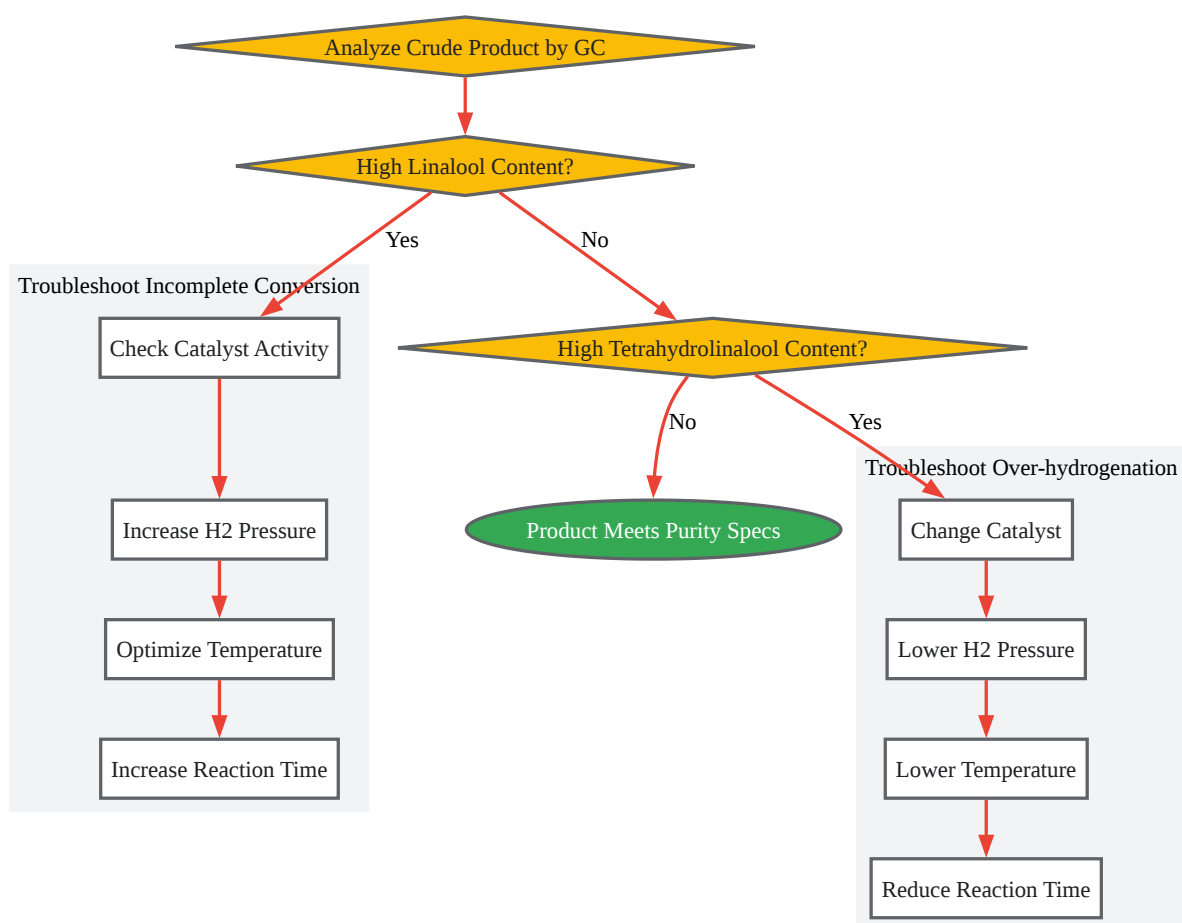 Analyze Crude Product by GC
High Linalool Content?
Yes
No
Troubleshoot Incomplete Conversion
Check Catalyst Activity
High Tetrahydrolinalool Content?
No
Yes
Troubleshoot Over-hydrogenation
Increase H2 Pressure
Product Meets Purity Specs
Change Catalyst
Optimize Temperature
Lower H2 Pressure
Increase Reaction Time
Lower Temperature
Reduce Reaction Time